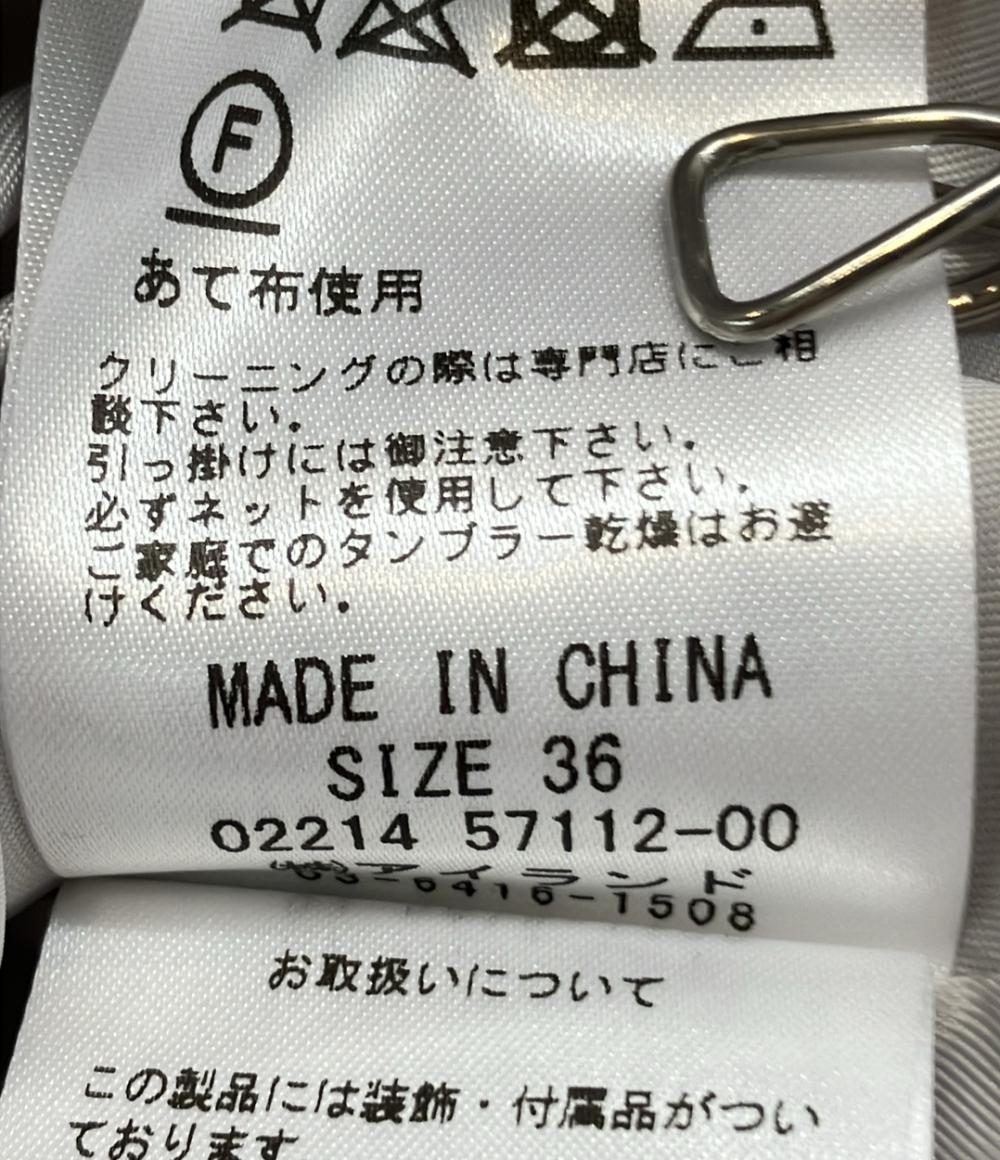 F
あて布使用
クリーニングの際は専門店にご相
談下さい.
引っ掛けには御注意下さい.
必ずネットを使用して下さい.
ご家庭でのタンブラー乾燥はお避
けください.
MADE IN CHINA
SIZE 36
02214 57112-00
㈱アイランド
03-6416-1508
お取扱いについて
この製品には装飾・付属品がつい
ております